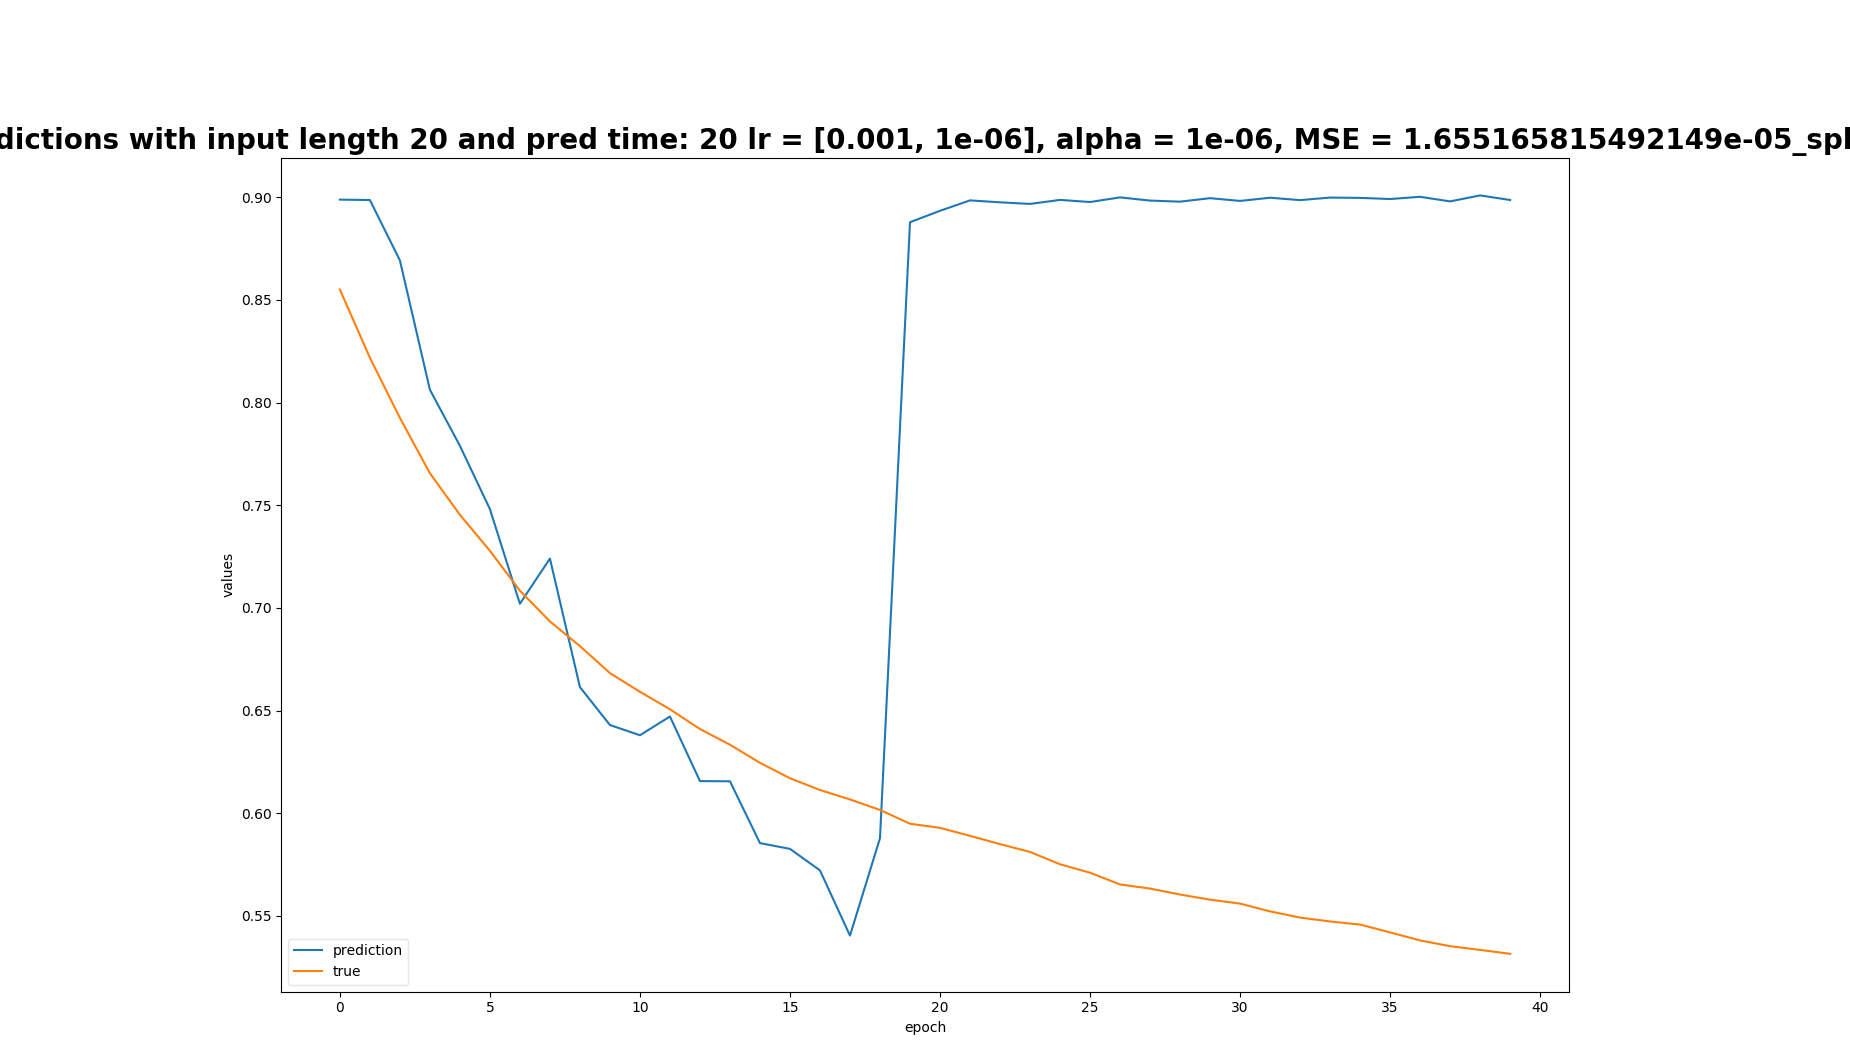 dictions with input length 20 and pred time: 20 lr = [0.001, 1e-06], alpha = 1e-06, MSE = 1.655165815492149e-05_spl
0.90
0.85
0.80
0.75
0.70
0.65
0.60
0.55
values
prediction
true
0 5 10 15 20 25 30 35 40
epoch